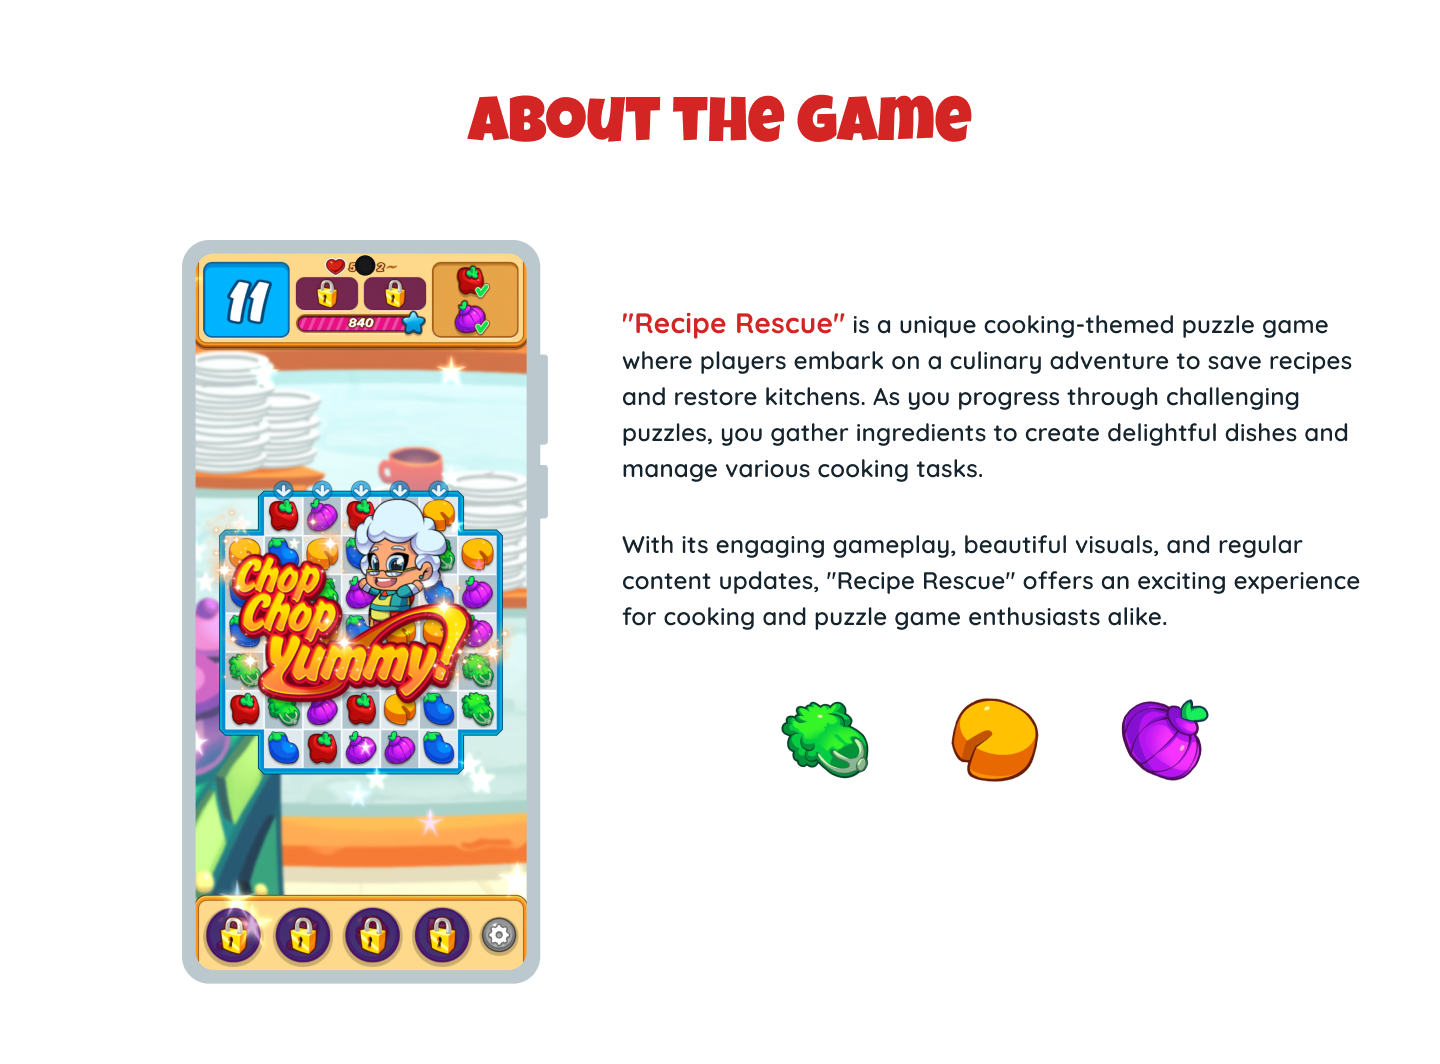 ABOUT THE GAME
11
840
Chop
Chop
Yummy!
"Recipe Rescue" is a unique cooking-themed puzzle game
where players embark on a culinary adventure to save recipes
and restore kitchens. As you progress through challenging
puzzles, you gather ingredients to create delightful dishes and
manage various cooking tasks.
With its engaging gameplay, beautiful visuals, and regular
content updates, "Recipe Rescue" offers an exciting experience
for cooking and puzzle game enthusiasts alike.